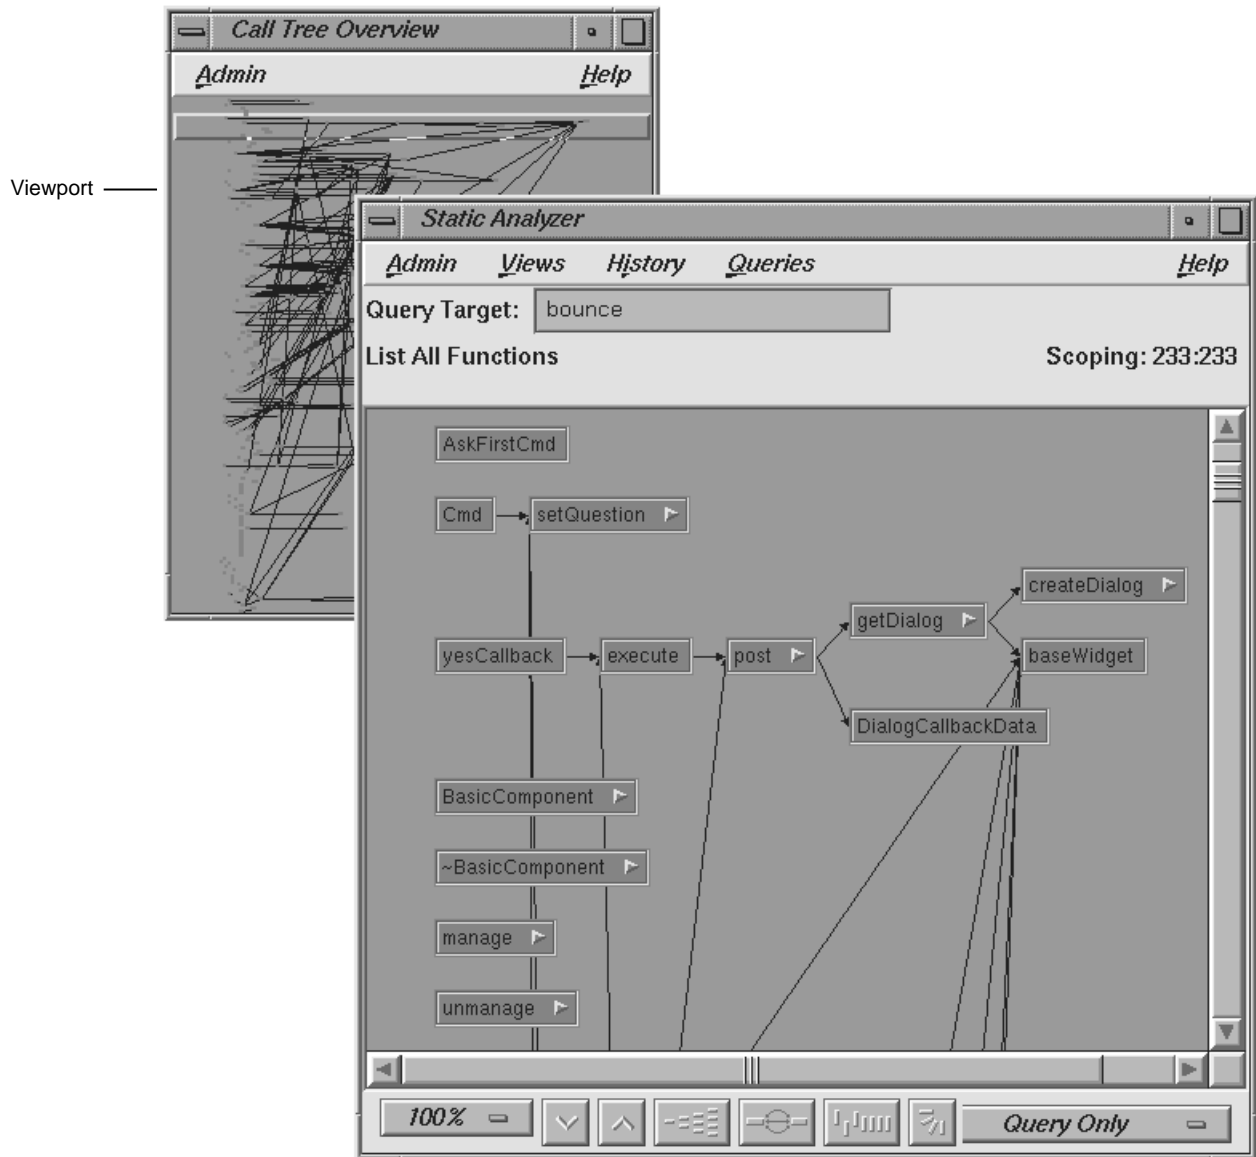 Call Tree Overview
Admin Help
Viewport
Static Analyzer
Admin Views History Queries Help
Query Target: bounce
List All Functions Scoping: 233:233
AskFirstCmd
Cmd setQuestion
createDialog
getDialog
yesCallback execute post baseWidget
DialogCallbackData
BasicComponent
~BasicComponent
manage
unmanage
100% Query Only